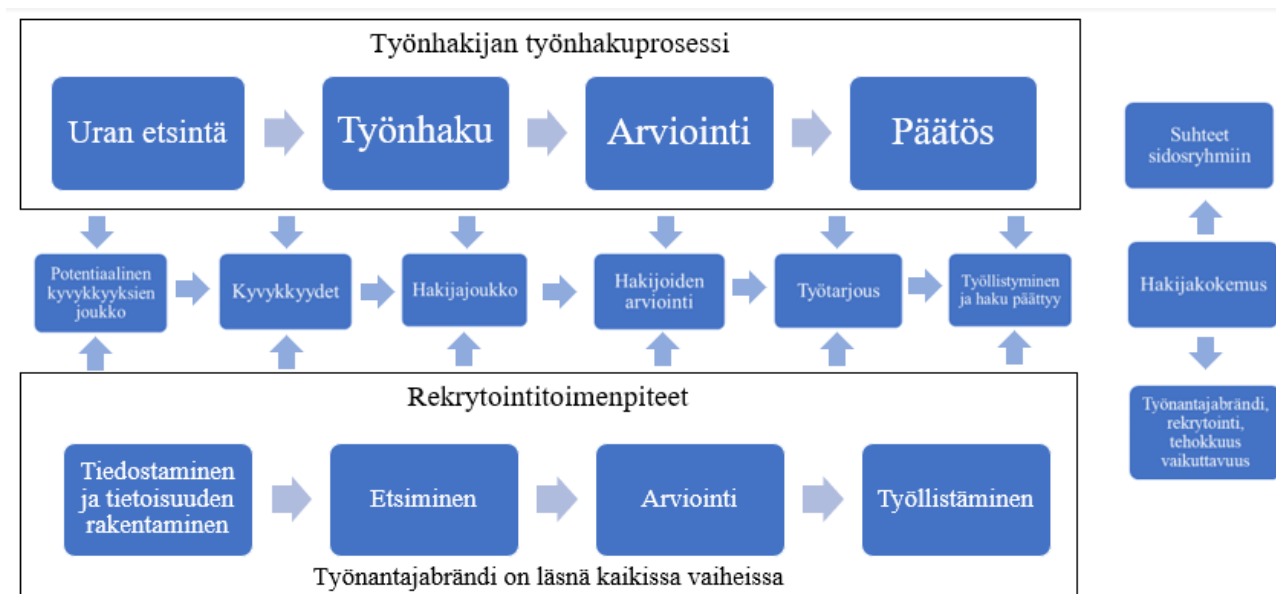 Työnhakijan työnhakuprosessi
Uran etsintä
Työnhaku
Arviointi
Päätös
Potentiaalinen
kyvykkyyksien
joukko
Kyvykkyydet
Hakijajoukko
Hakijoiden
arviointi
Työtarjous
Työllistyminen
ja haku päättyy
Rekrytointitoimenpiteet
Tiedostaminen
ja tietoisuuden
rakentaminen
Etsiminen
Arviointi
Työllistäminen
Työnantajabrändi on läsnä kaikissa vaiheissa
Suhteet
sidosryhmiin
Hakijakokemus
Työnantajabrändi,
rekrytointi,
tehokkuus
vaikuttavuus